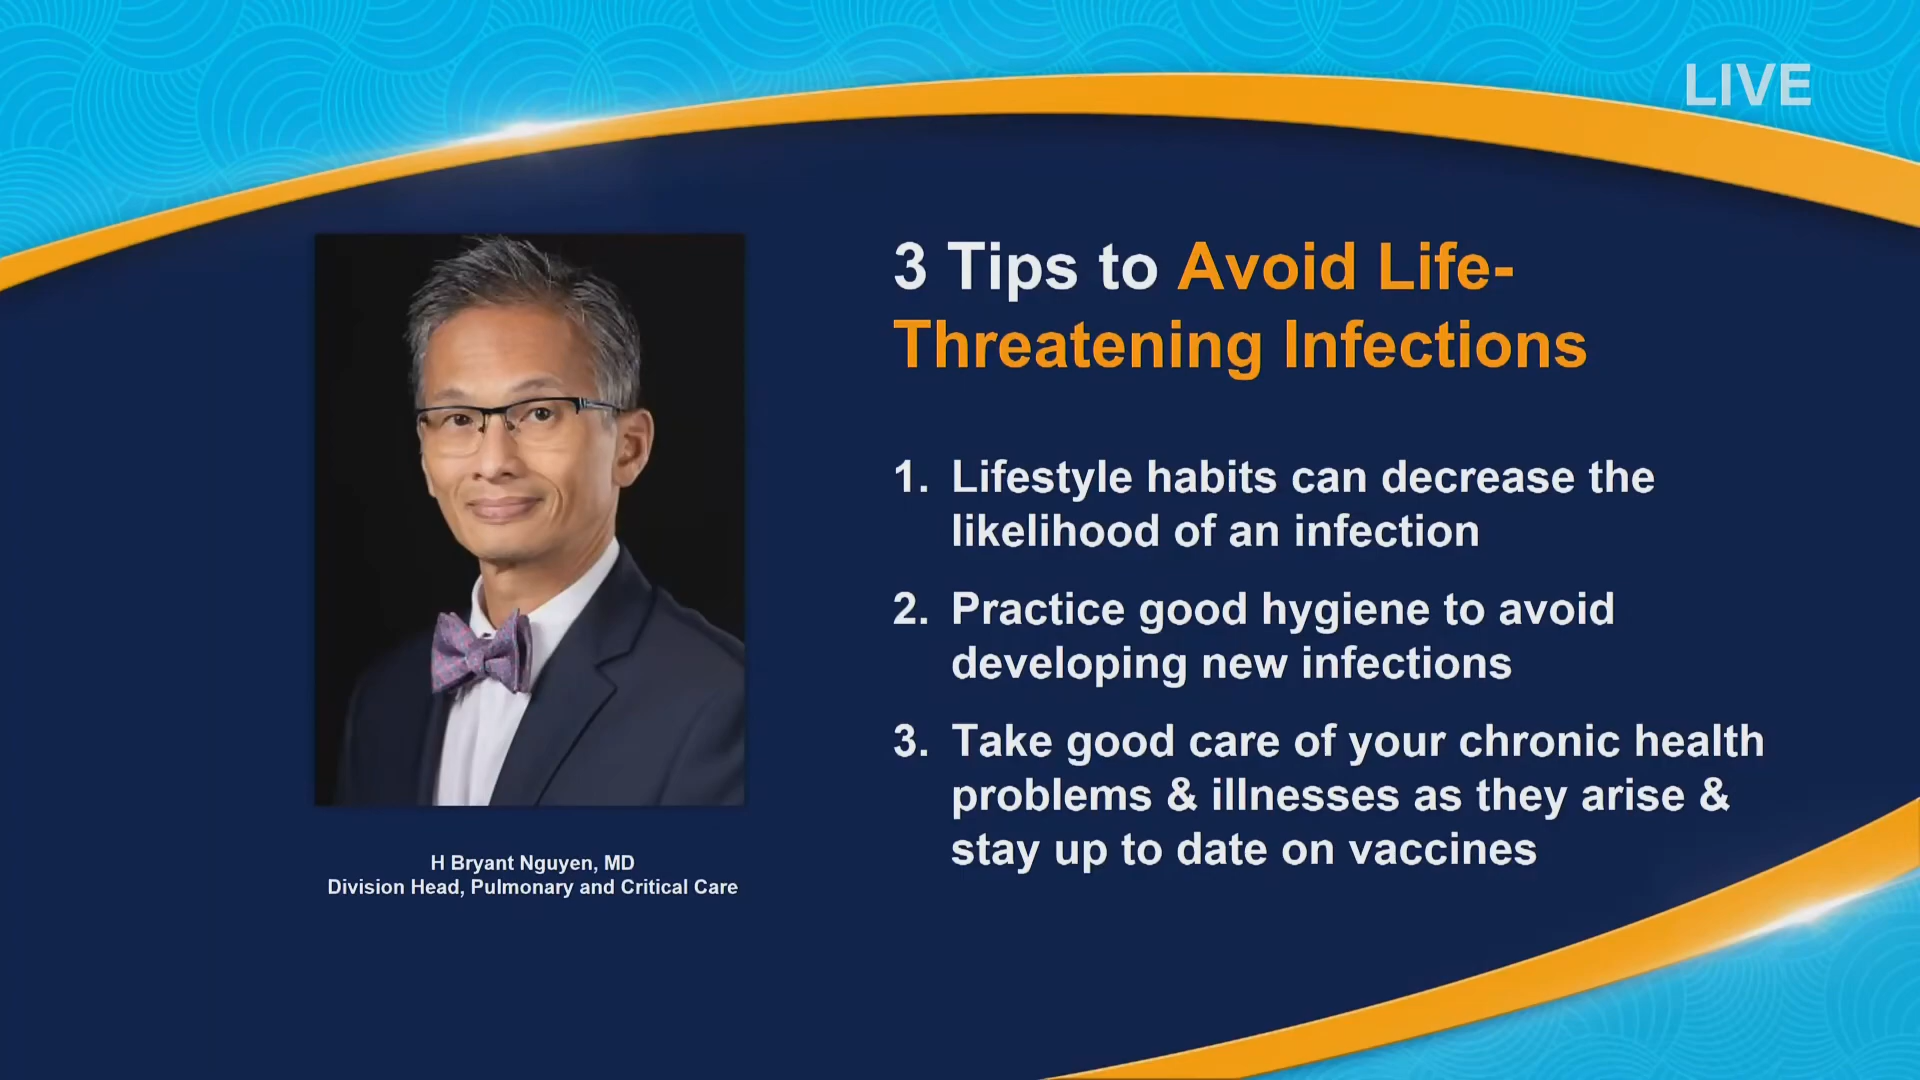 LIVE
3 Tips to Avoid Life-
Threatening Infections
1. Lifestyle habits can decrease the
likelihood of an infection
2. Practice good hygiene to avoid
developing new infections
3. Take good care of your chronic health
problems & illnesses as they arise &
stay up to date on vaccines
H Bryant Nguyen, MD
Division Head, Pulmonary and Critical Care